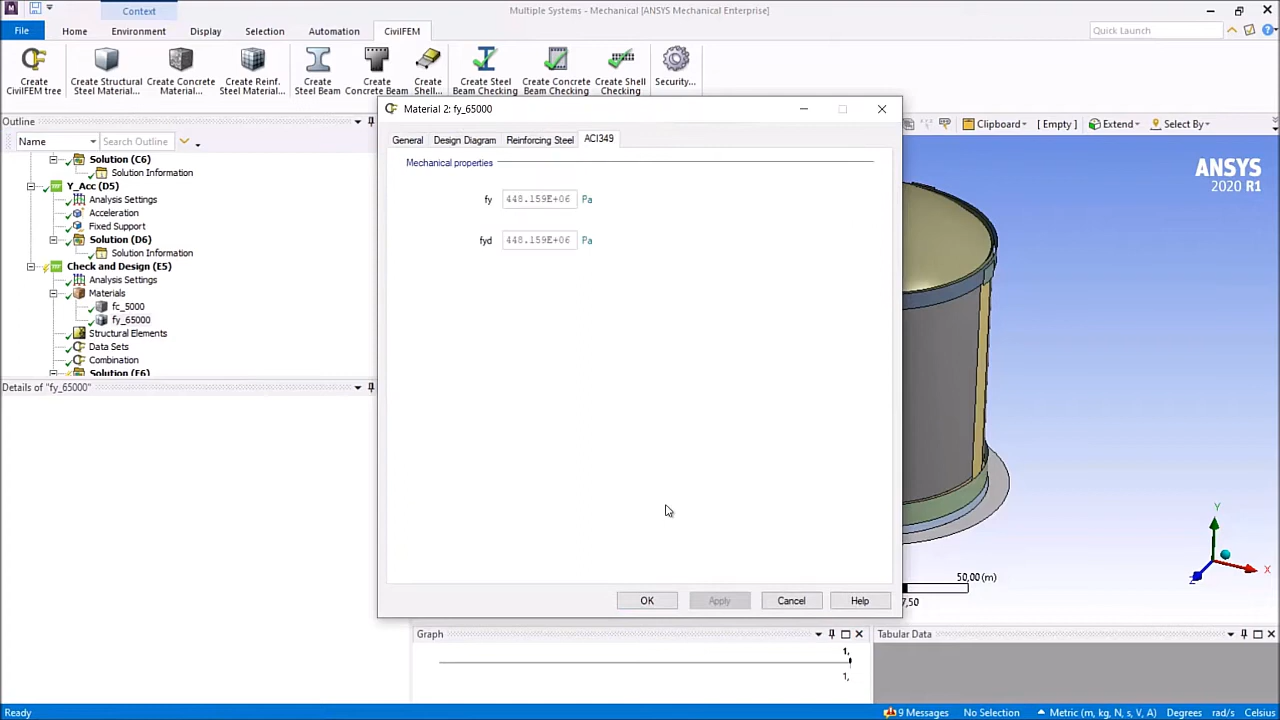 Context
Multiple Systems - Mechanical [ANSYS Mechanical Enterprise]
File
Home
Environment
Display
Selection
Automation
CivilFEM
Quick Launch
Create
CivilFEM tree
Create Structural
Steel Material...
Create Concrete
Material...
Create Reinf.
Steel Material...
Create
Steel Beam
Create
Concrete Beam
Create
Shell...
Create Steel
Beam Checking
Create Concrete
Beam Checking
Create Shell
Checking
Security...
Outline
Name
Search Outline
Solution (C6)
Solution Information
Y_Acc (D5)
Analysis Settings
Acceleration
Fixed Support
Solution (D6)
Solution Information
Check and Design (E5)
Analysis Settings
Materials
fc_5000
fy_65000
Structural Elements
Data Sets
Combination
Solution (E6)
Details of "fy_65000"
Material 2: fy_65000
General
Design Diagram
Reinforcing Steel
ACI349
Mechanical properties
fy 448.159E+06 Pa
fyd 448.159E+06 Pa
OK
Apply
Cancel
Help
Clipboard
[ Empty ]
Extend
Select By
ANSYS
2020 R1
Y
X
Z
50,00 (m)
7,50
Graph
1,
1,
Tabular Data
Ready
9 Messages
No Selection
Metric (m, kg, N, s, V, A)
Degrees
rad/s
Celsius